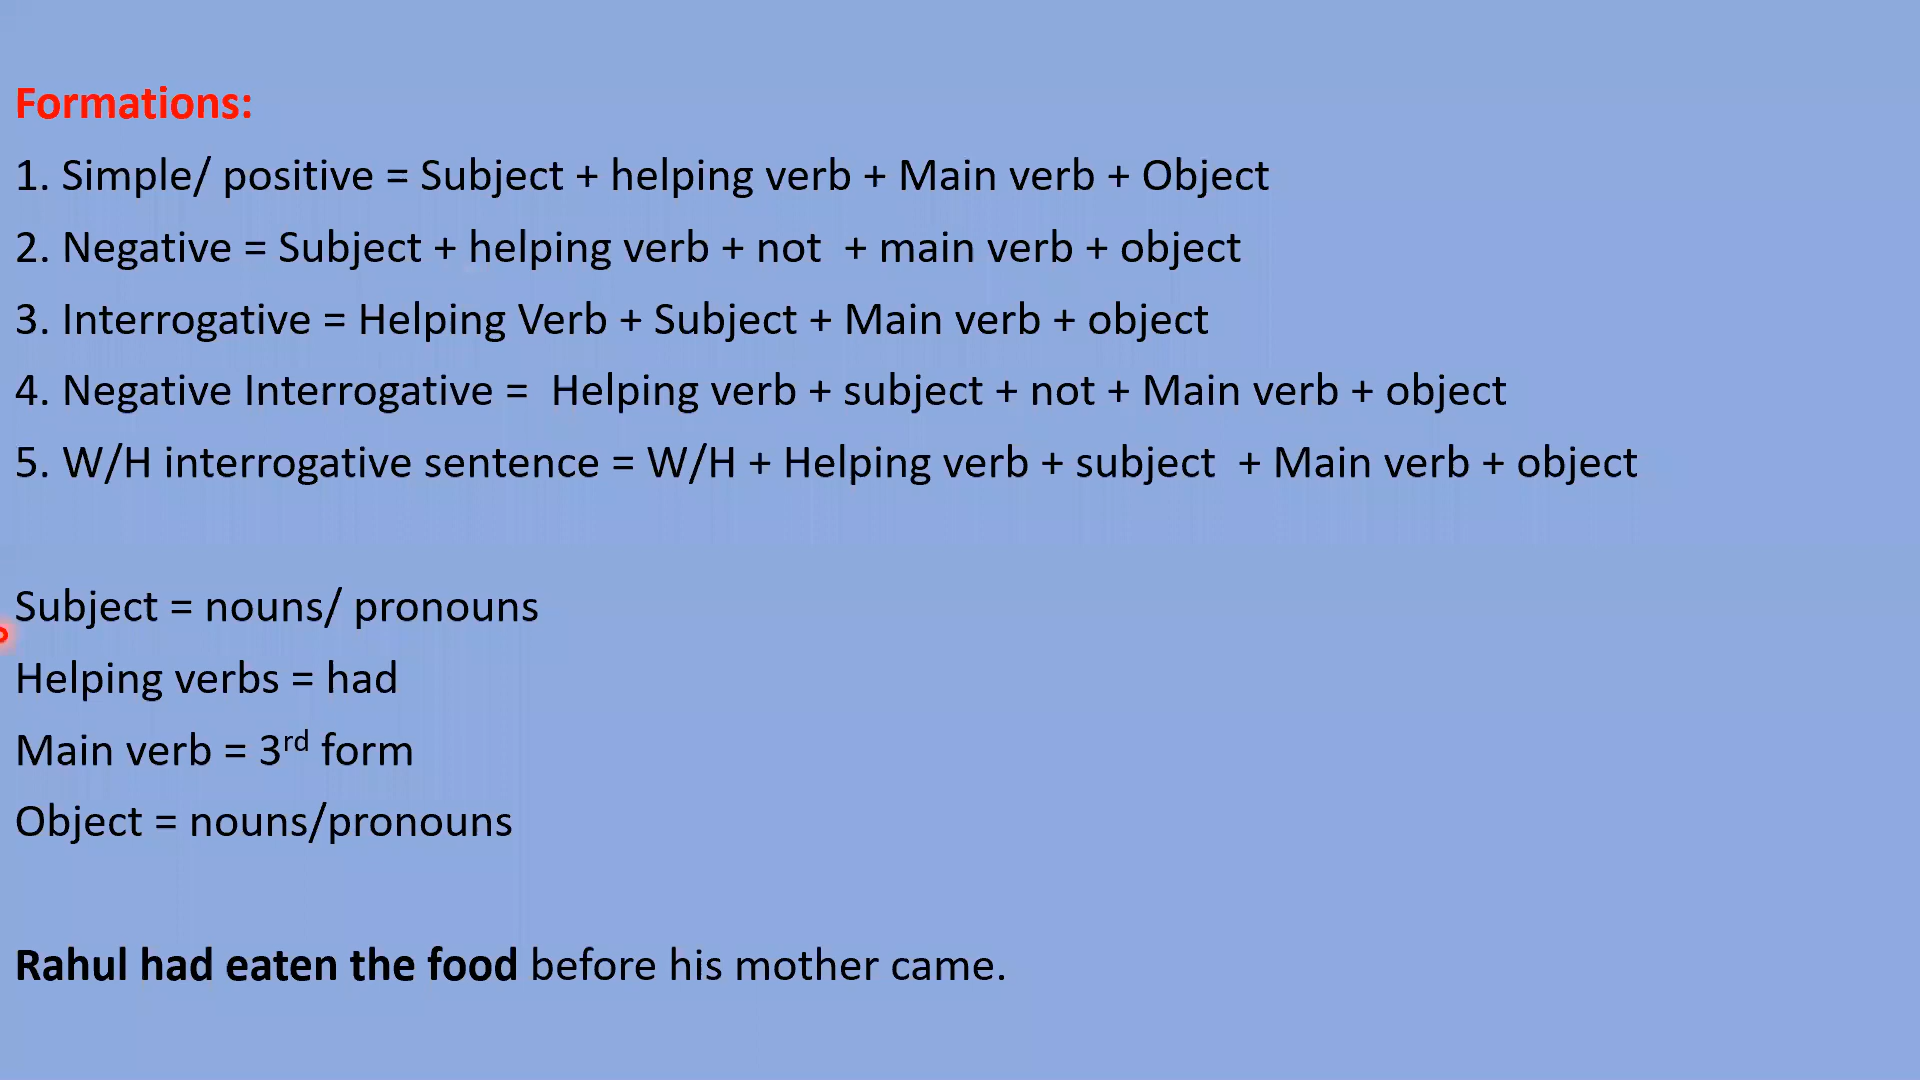 Formations:
1. Simple/ positive = Subject + helping verb + Main verb + Object
2. Negative = Subject + helping verb + not  + main verb + object
3. Interrogative = Helping Verb + Subject + Main verb + object
4. Negative Interrogative =  Helping verb + subject + not + Main verb + object
5. W/H interrogative sentence = W/H + Helping verb + subject  + Main verb + object
Subject = nouns/ pronouns
Helping verbs = had
Main verb = 3rd form
Object = nouns/pronouns
Rahul had eaten the food before his mother came.